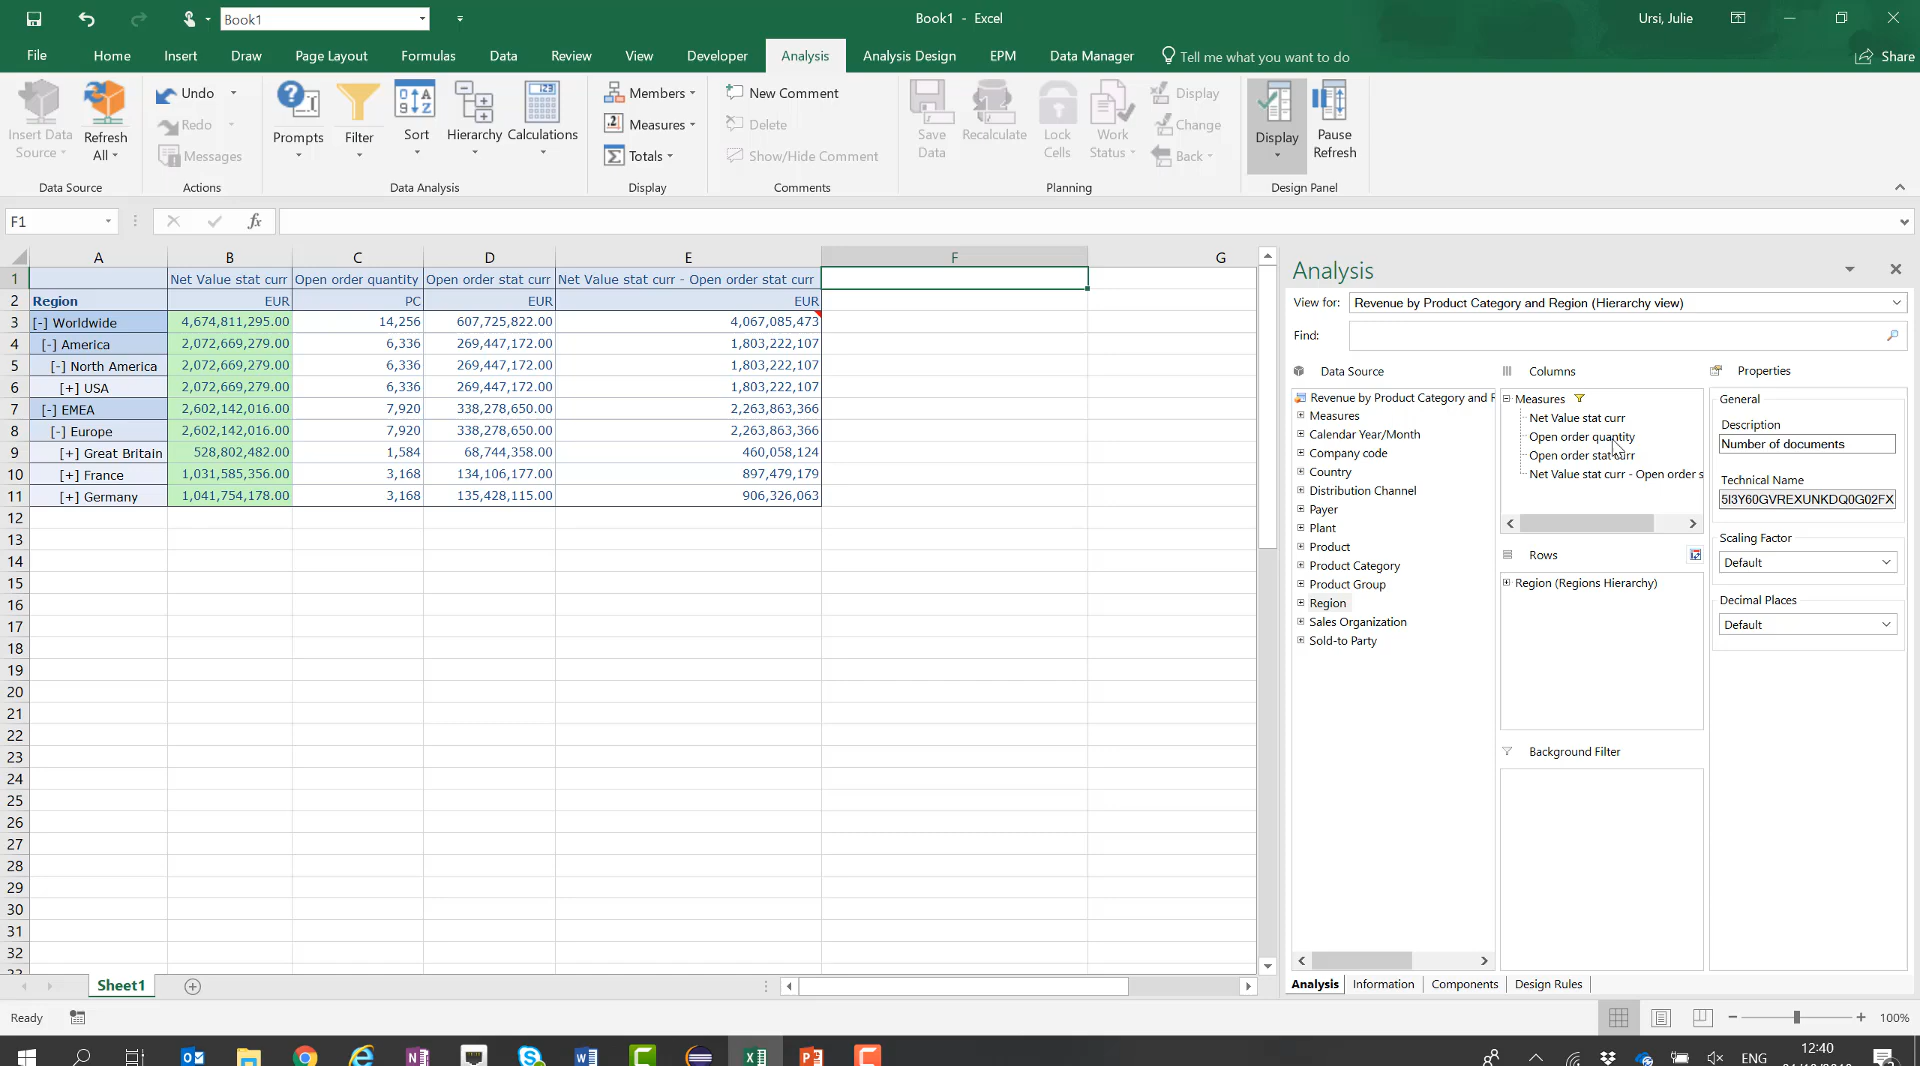 Book1
Book1 - Excel
Ursi, Julie
File Home Insert Draw Page Layout Formulas Data Review View Developer Analysis Analysis Design EPM Data Manager Tell me what you want to do Share
Insert Data Source
Refresh All
Undo
Redo
Messages
Prompts
Filter
Sort
Hierarchy
Calculations
Members
Measures
Totals
New Comment
Delete
Show/Hide Comment
Save Data
Recalculate
Lock Cells
Work Status
Display
Change
Back
Display
Pause Refresh
Data Source Actions Data Analysis Display Comments Planning Design Panel
F1 fx
A B C D E F G
1 Net Value stat curr Open order quantity Open order stat curr Net Value stat curr - Open order stat curr
2 Region EUR PC EUR EUR
3 [-] Worldwide 4,674,811,295.00 14,256 607,725,822.00 4,067,085,473
4 [-] America 2,072,669,279.00 6,336 269,447,172.00 1,803,222,107
5 [-] North America 2,072,669,279.00 6,336 269,447,172.00 1,803,222,107
6 [+] USA 2,072,669,279.00 6,336 269,447,172.00 1,803,222,107
7 [-] EMEA 2,602,142,016.00 7,920 338,278,650.00 2,263,863,366
8 [-] Europe 2,602,142,016.00 7,920 338,278,650.00 2,263,863,366
9 [+] Great Britain 528,802,482.00 1,584 68,744,358.00 460,058,124
10 [+] France 1,031,585,356.00 3,168 134,106,177.00 897,479,179
11 [+] Germany 1,041,754,178.00 3,168 135,428,115.00 906,326,063
12
13
14
15
16
17
18
19
20
21
22
23
24
25
26
27
28
29
30
31
32
Analysis
View for: Revenue by Product Category and Region (Hierarchy view)
Find:
Data Source
Revenue by Product Category and R
Measures
Calendar Year/Month
Company code
Country
Distribution Channel
Payer
Plant
Product
Product Category
Product Group
Region
Sales Organization
Sold-to Party
Columns
Measures
Net Value stat curr
Open order quantity
Open order stat curr
Net Value stat curr - Open order s
Rows
Region (Regions Hierarchy)
Background Filter
Properties
General
Description
Number of documents
Technical Name
5I3Y60GVREXUNKDQ0G02FX
Scaling Factor
Default
Decimal Places
Default
Analysis Information Components Design Rules
Sheet1
Ready
100%
ENG
12:40